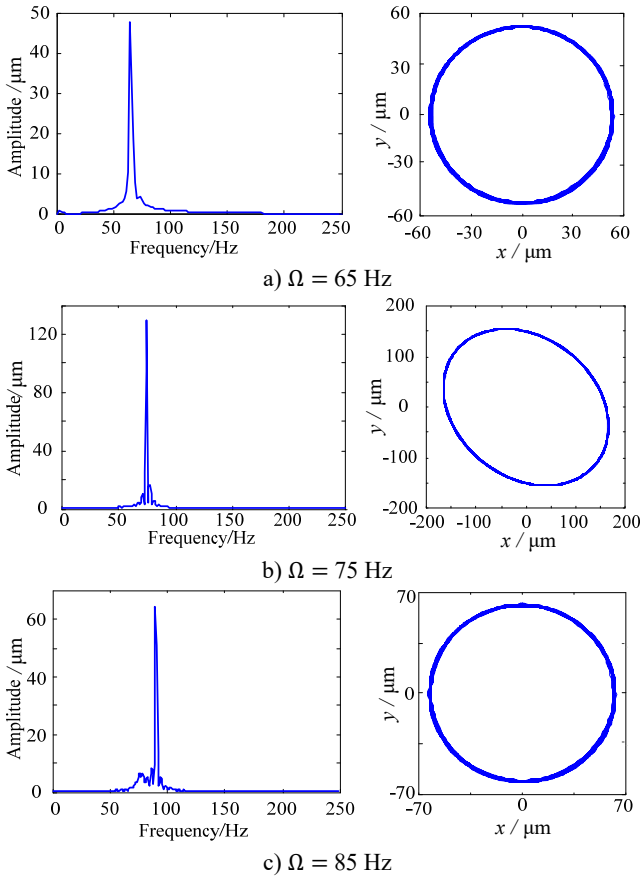 50
40
30
20
10
0
Amplitude /μm
0 50 100 150 200 250
Frequency/Hz
60
30
0
-30
-60
y / μm
-60 -30 0 30 60
x / μm
a) Ω = 65 Hz
120
80
40
0
Amplitude/μm
0 50 100 150 200 250
Frequency/Hz
200
100
0
-100
-200
y / μm
-200 -100 0 100 200
x / μm
b) Ω = 75 Hz
60
40
20
0
Amplitude /μm
0 50 100 150 200 250
Frequency/Hz
70
0
-70
y / μm
-70 0 70
x / μm
c) Ω = 85 Hz